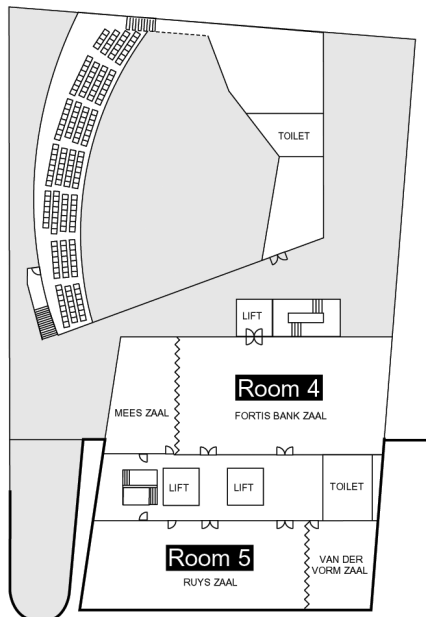 TOILET
LIFT
Room 4
MEES ZAAL
FORTIS BANK ZAAL
LIFT
LIFT
TOILET
Room 5
RUYS ZAAL
VAN DER
VORM ZAAL